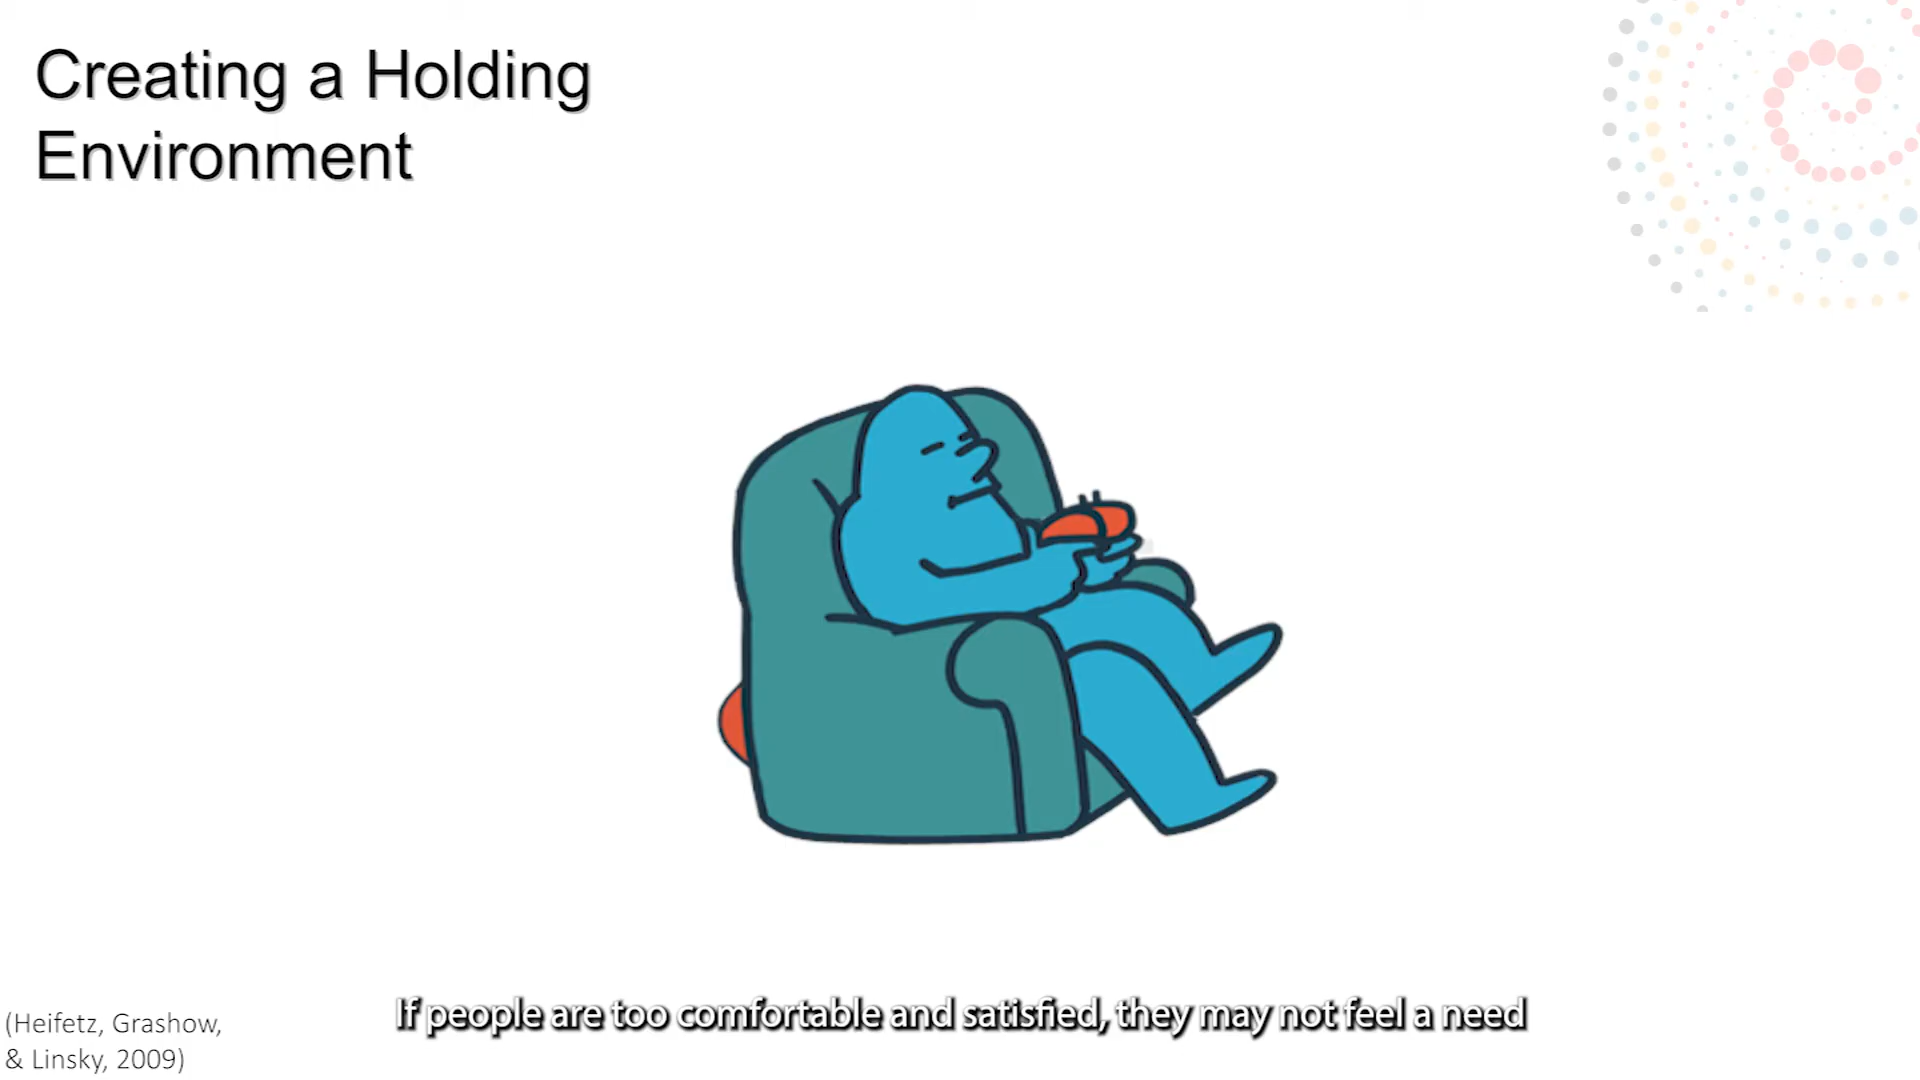 Creating a Holding
Environment
If people are too comfortable and satisfied, they may not feel a need
(Heifetz, Grashow,
& Linsky, 2009)